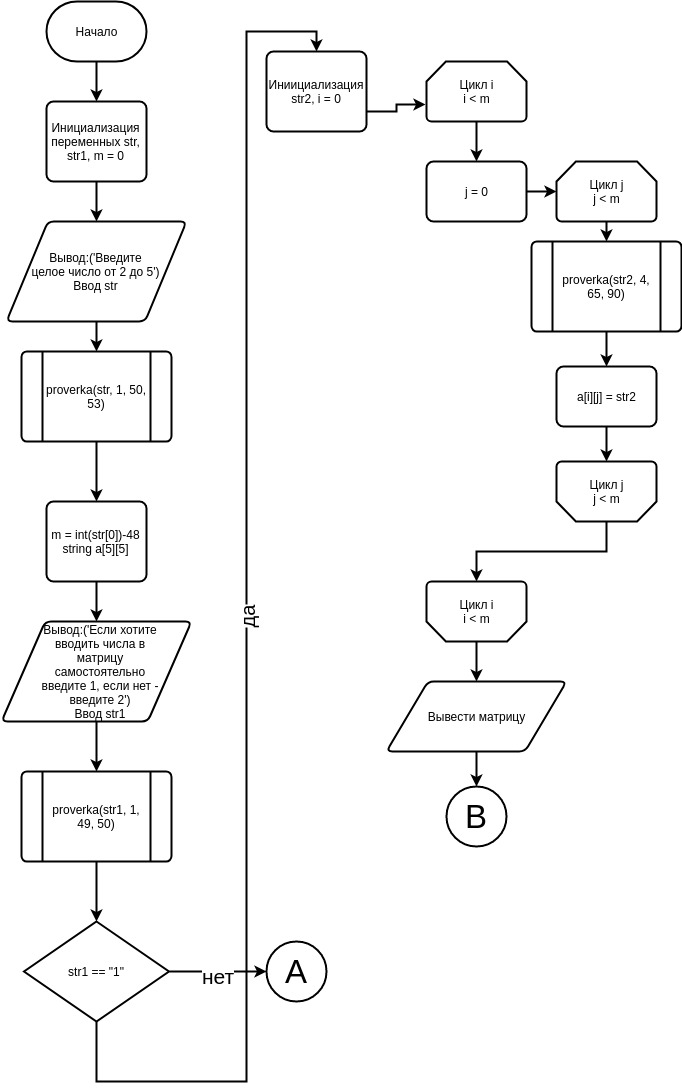 Начало
Инициализация
переменных str,
str1, m = 0
Вывод:('Введите
целое число от 2 до 5')
Ввод str
proverka(str, 1, 50,
53)
m = int(str[0])-48
string a[5][5]
Вывод:('Если хотите
вводить числа в
матрицу
самостоятельно
введите 1, если нет -
введите 2')
Ввод str1
proverka(str1, 1,
49, 50)
str1 == "1"
нет
A
да
Иниициализация
str2, i = 0
Цикл i
i < m
j = 0
Цикл j
j < m
proverka(str2, 4,
65, 90)
a[i][j] = str2
Цикл j
j < m
Цикл i
i < m
Вывести матрицу
B